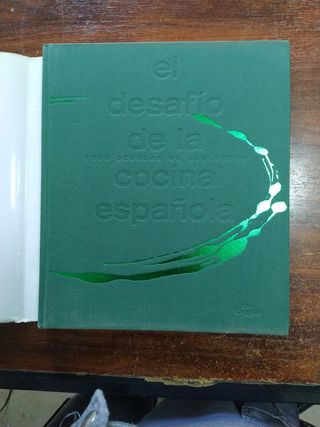 el
desafío
de la
TRES DÉCADAS DE EVOLUCIÓN
cocina
española